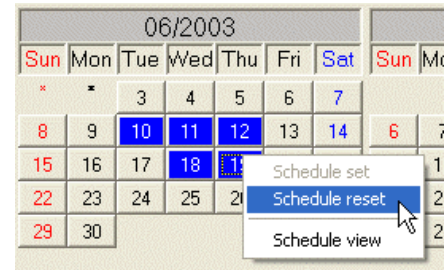 06/2003
Sun Mon Tue Wed Thu Fri Sat Sun
* * 3 4 5 6 7
8 9 10 11 12 13 14 6
15 16 17 18 Schedule set
22 23 24 25 Schedule reset
29 30 Schedule view